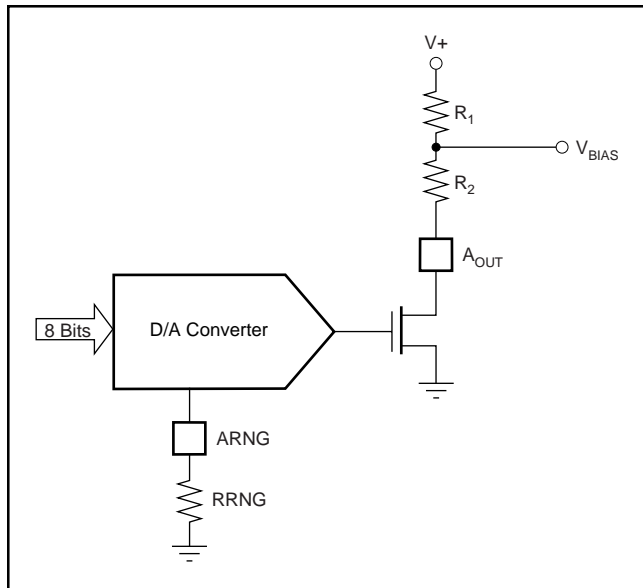 V+
R1
VBIAS
R2
AOUT
8 Bits
D/A Converter
ARNG
RRNG